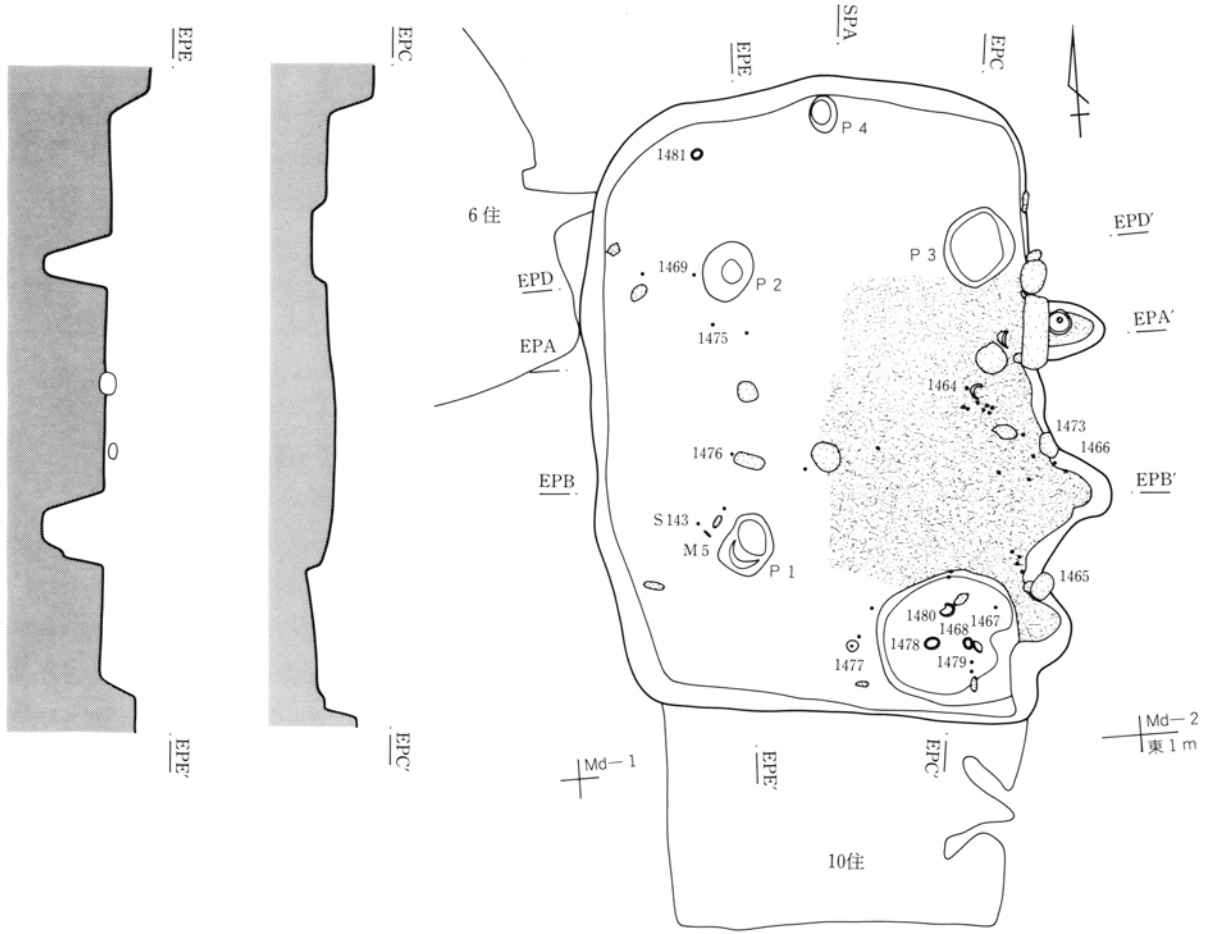 EPE
EPC
EPE
SPA
EPC
P 4
1481
6住
EPD'
P 3
EPD
1469
P 2
EPA'
EPA
1475
1464
1473
1466
1476
EPB
EPB'
S 143
M 5
P 1
1465
1480
1467
1468
1478
1479
1477
EPE'
EPC'
Md—1
EPE'
EPC'
Md—2
東1m
10住